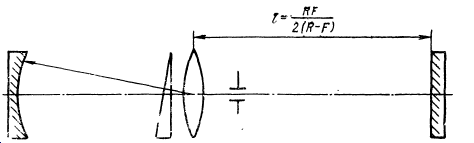 l = RF / 2(R-F)